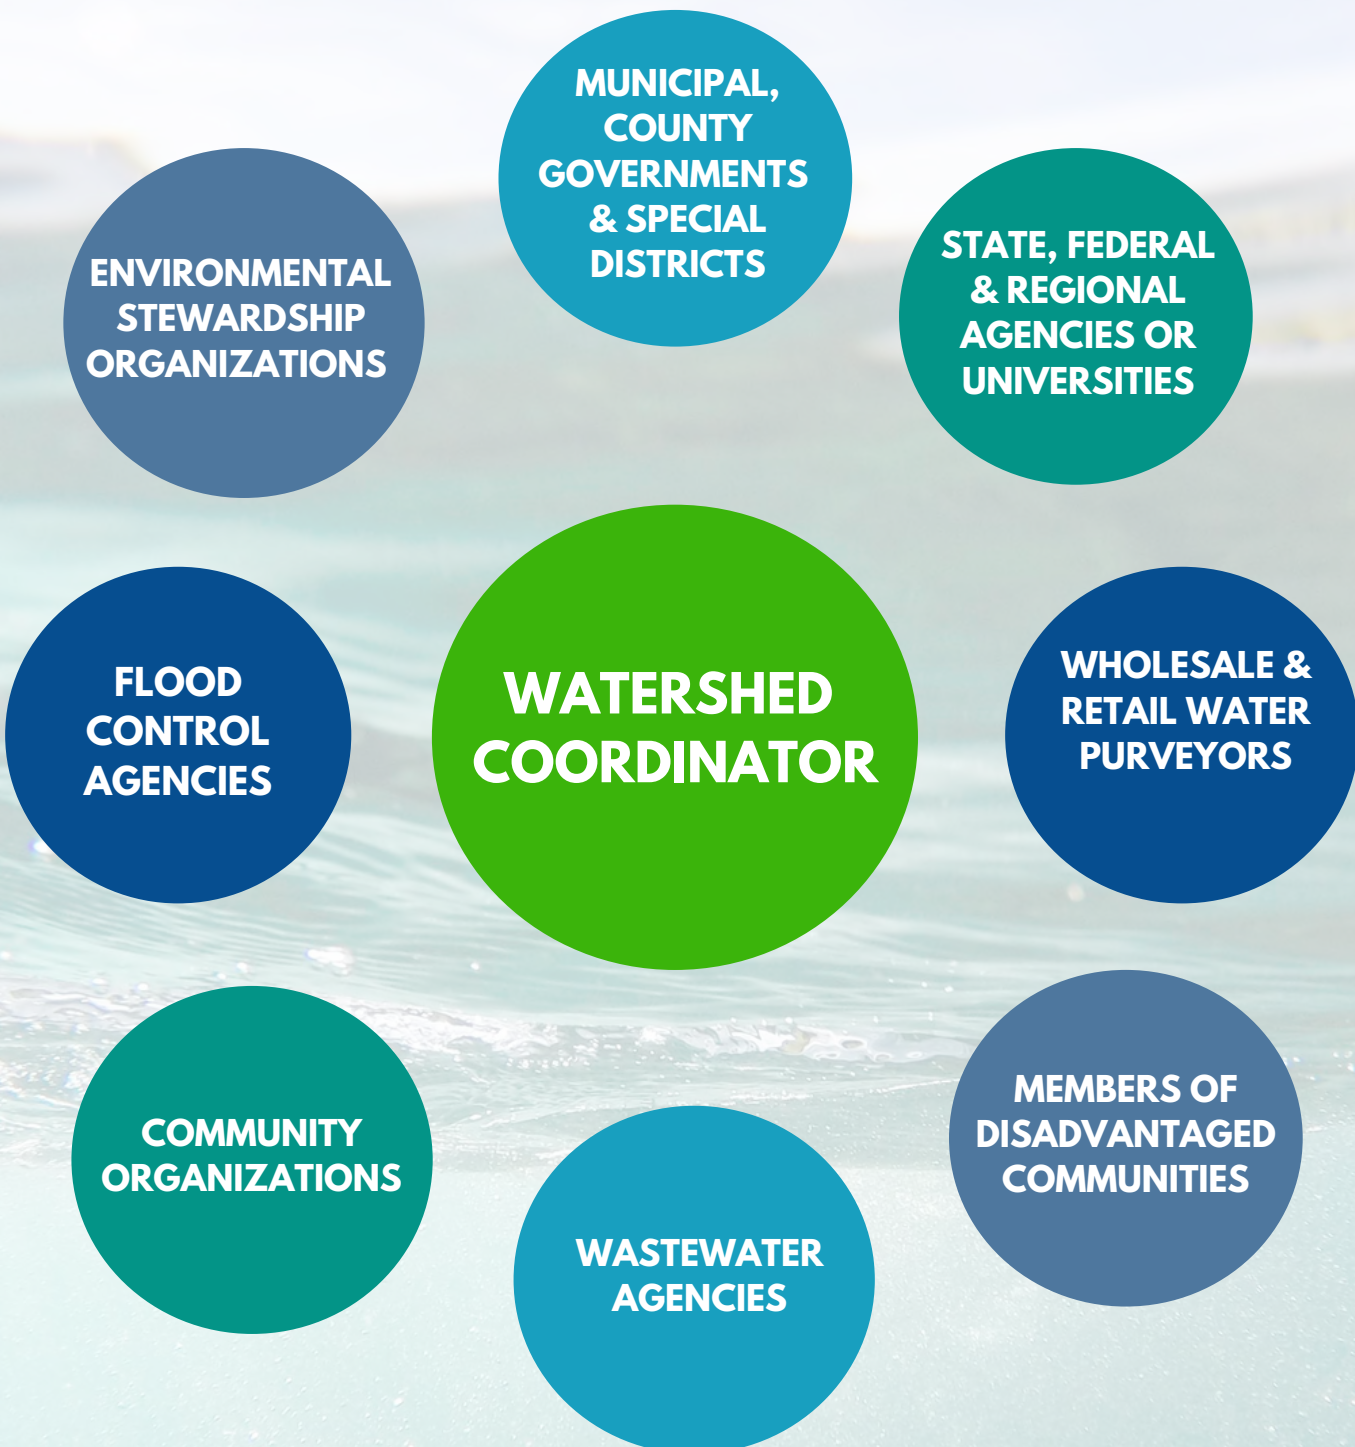 MUNICIPAL,
COUNTY
GOVERNMENTS
& SPECIAL
DISTRICTS
STATE, FEDERAL
& REGIONAL
AGENCIES OR
UNIVERSITIES
ENVIRONMENTAL
STEWARDSHIP
ORGANIZATIONS
FLOOD
CONTROL
AGENCIES
WATERSHED
COORDINATOR
WHOLESALE &
RETAIL WATER
PURVEYORS
COMMUNITY
ORGANIZATIONS
MEMBERS OF
DISADVANTAGED
COMMUNITIES
WASTEWATER
AGENCIES